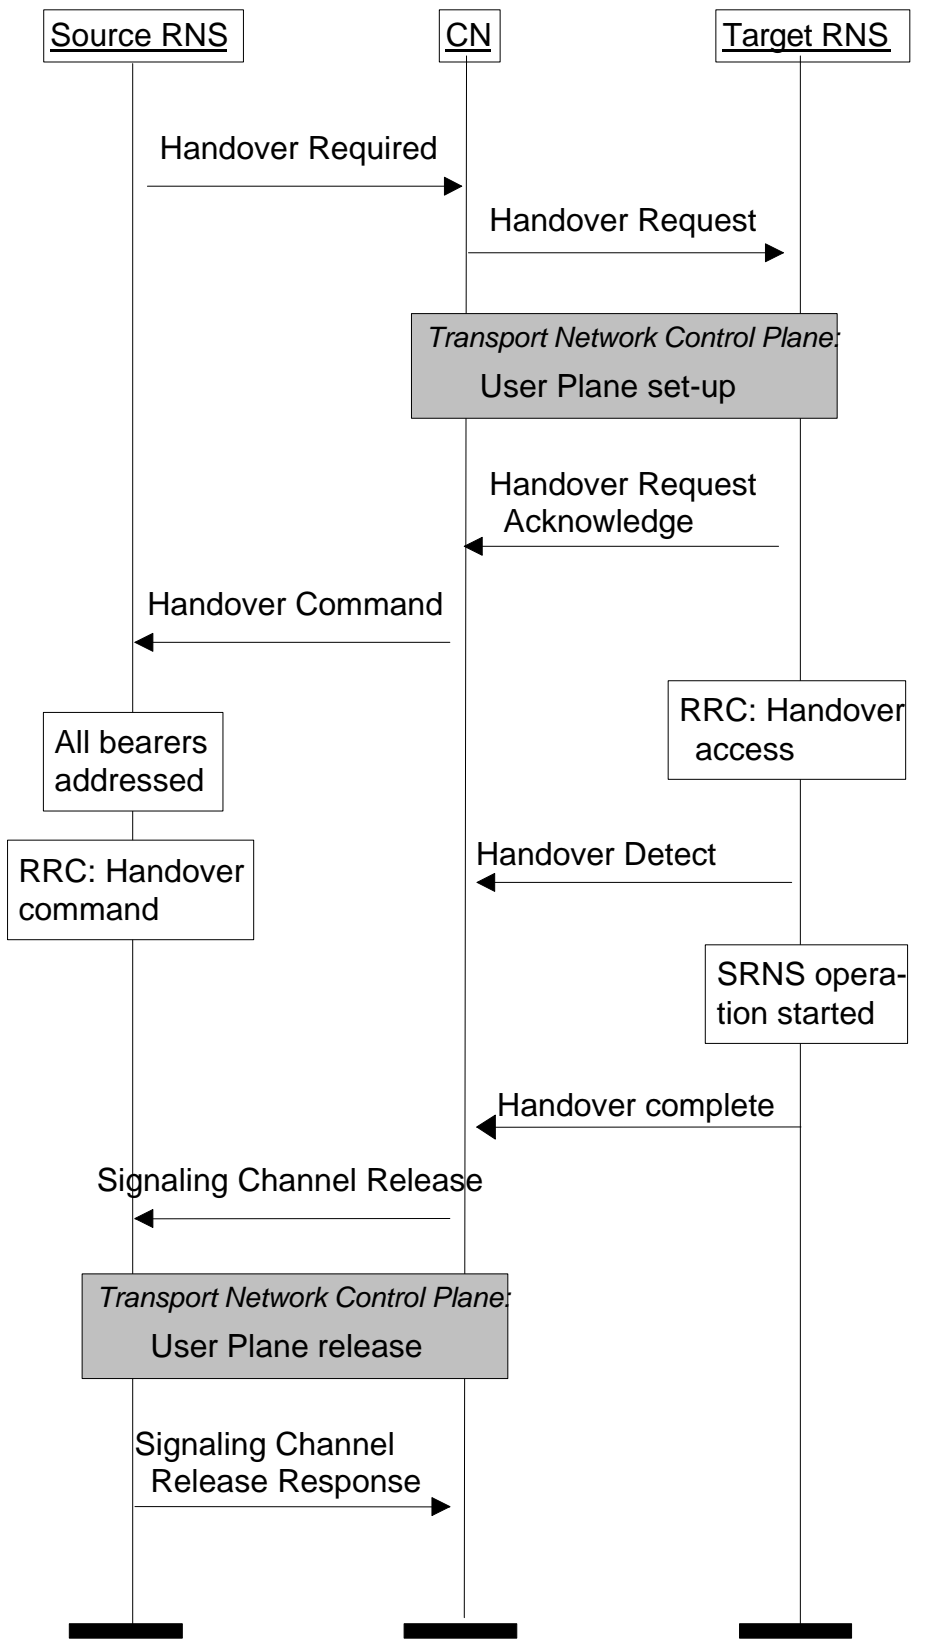 Source RNS
CN
Target RNS
Handover Required
Handover Request
Transport Network Control Plane:
User Plane set-up
Handover Request
Acknowledge
Handover Command
RRC: Handover
access
All bearers
addressed
Handover Detect
RRC: Handover
command
SRNS opera-
tion started
Handover complete
Signaling Channel Release
Transport Network Control Plane:
User Plane release
Signaling Channel
Release Response